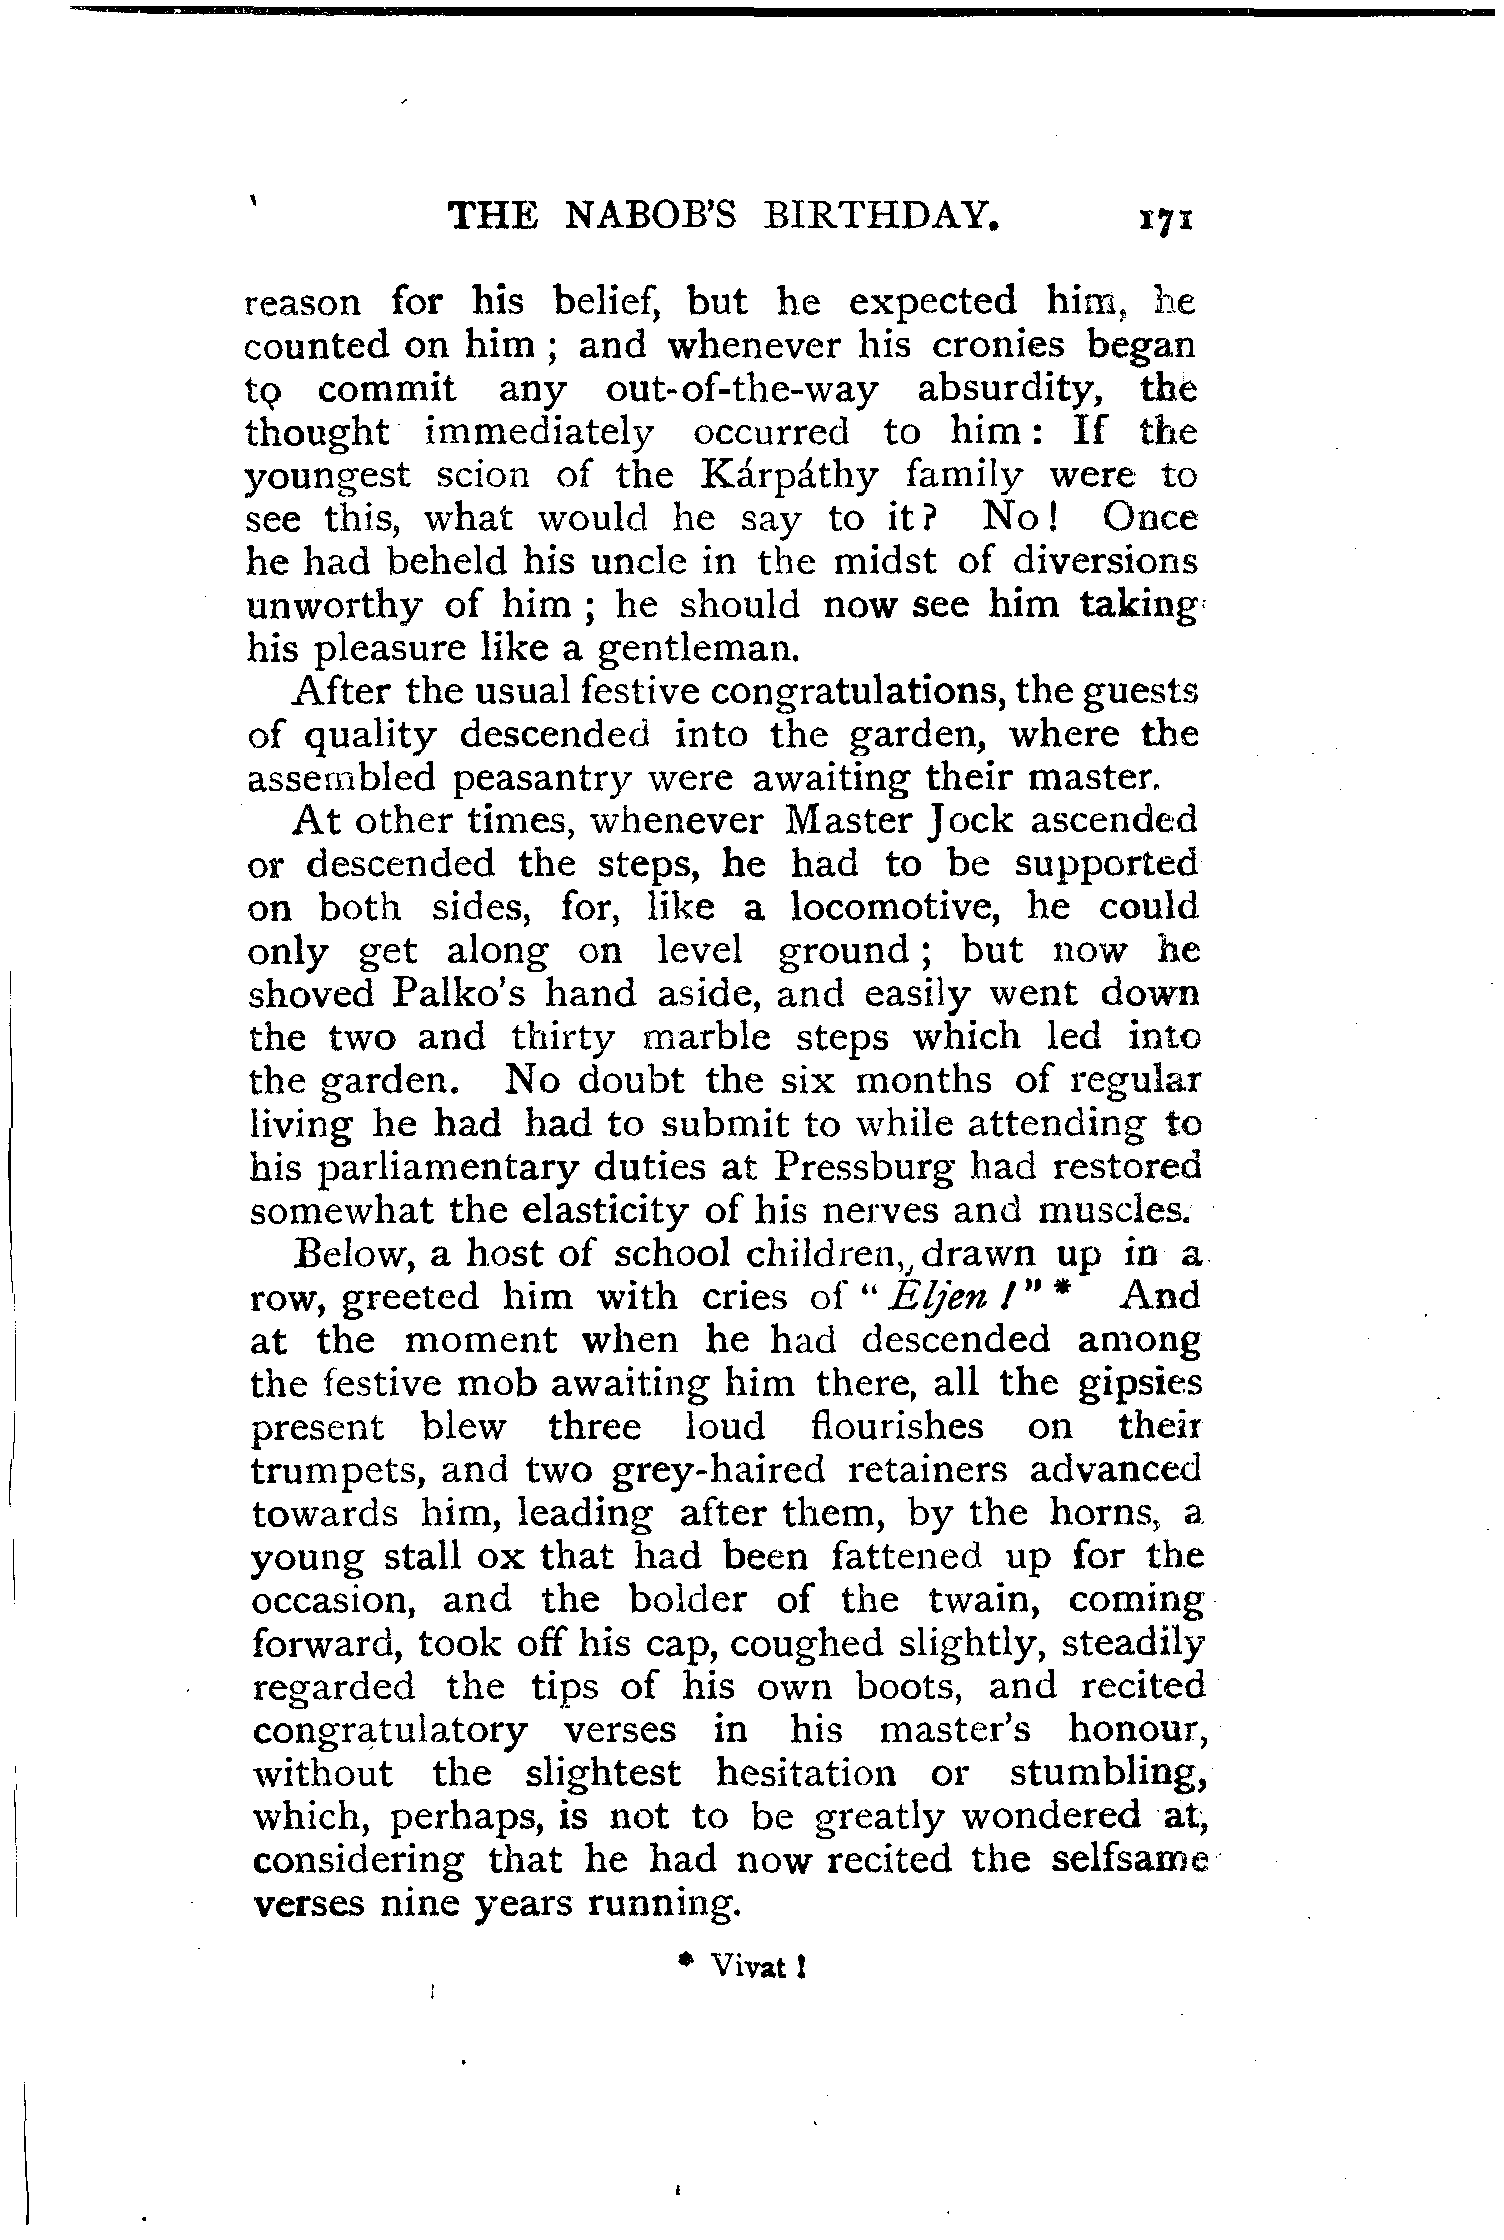 THE NABOB'S BIRTHDAY. 171
reason for his belief, but he expected him, he
counted on him ; and whenever his cronies began
to commit any out-of-the-way absurdity, the
thought immediately occurred to him : If the
youngest scion of the Kárpáthy family were to
see this, what would he say to it? No! Once
he had beheld his uncle in the midst of diversions
unworthy of him ; he should now see him taking
his pleasure like a gentleman.
After the usual festive congratulations, the guests
of quality descended into the garden, where the
assembled peasantry were awaiting their master.
At other times, whenever Master Jock ascended
or descended the steps, he had to be supported
on both sides, for, like a locomotive, he could
only get along on level ground ; but now he
shoved Palko's hand aside, and easily went down
the two and thirty marble steps which led into
the garden. No doubt the six months of regular
living he had had to submit to while attending to
his parliamentary duties at Pressburg had restored
somewhat the elasticity of his nerves and muscles.
Below, a host of school children, drawn up in a
row, greeted him with cries of " Éljen !" * And
at the moment when he had descended among
the festive mob awaiting him there, all the gipsies
present blew three loud flourishes on their
trumpets, and two grey-haired retainers advanced
towards him, leading after them, by the horns, a
young stall ox that had been fattened up for the
occasion, and the bolder of the twain, coming
forward, took off his cap, coughed slightly, steadily
regarded the tips of his own boots, and recited
congratulatory verses in his master's honour,
without the slightest hesitation or stumbling,
which, perhaps, is not to be greatly wondered at,
considering that he had now recited the selfsame
verses nine years running.
* Vivat !